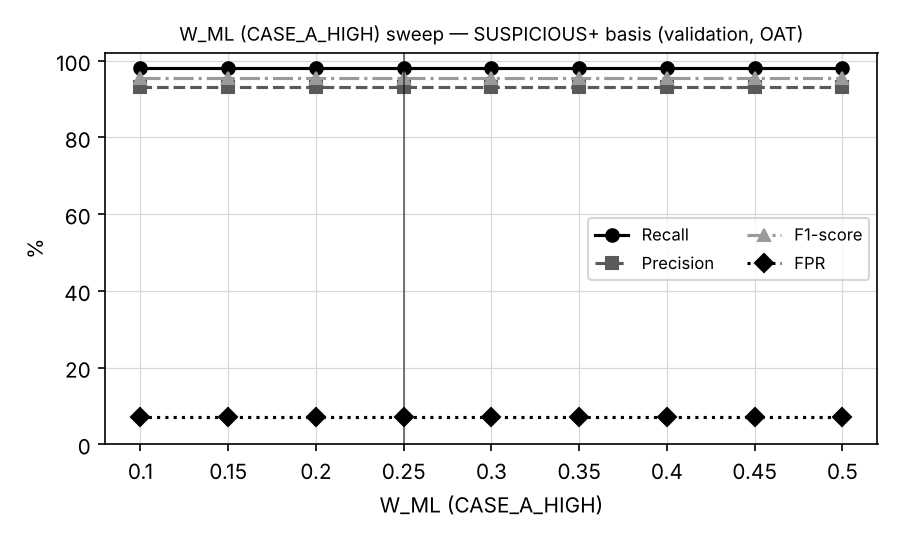 W_ML (CASE_A_HIGH) sweep — SUSPICIOUS+ basis (validation, OAT)
100
80
60
40
20
0
%
Recall
F1-score
Precision
FPR
0.1 0.15 0.2 0.25 0.3 0.35 0.4 0.45 0.5
W_ML (CASE_A_HIGH)